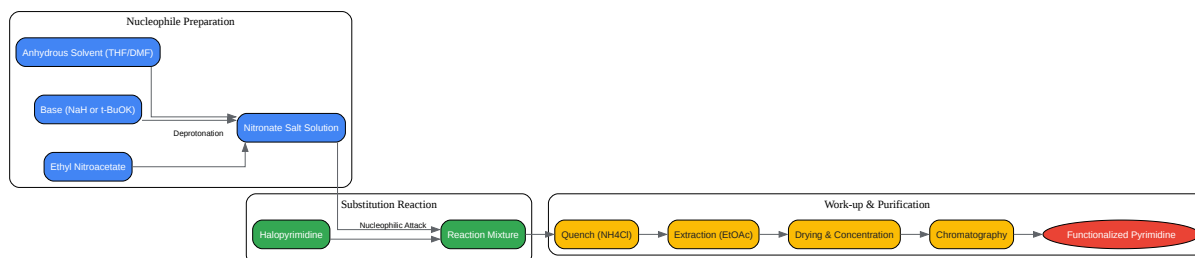 Nucleophile Preparation
Anhydrous Solvent (THF/DMF)
Base (NaH or t-BuOK)
Deprotonation
Nitronate Salt Solution
Ethyl Nitroacetate
Substitution Reaction
Nucleophilic Attack
Halopyrimidine
Reaction Mixture
Work-up & Purification
Quench (NH4Cl)
Extraction (EtOAc)
Drying & Concentration
Chromatography
Functionalized Pyrimidine